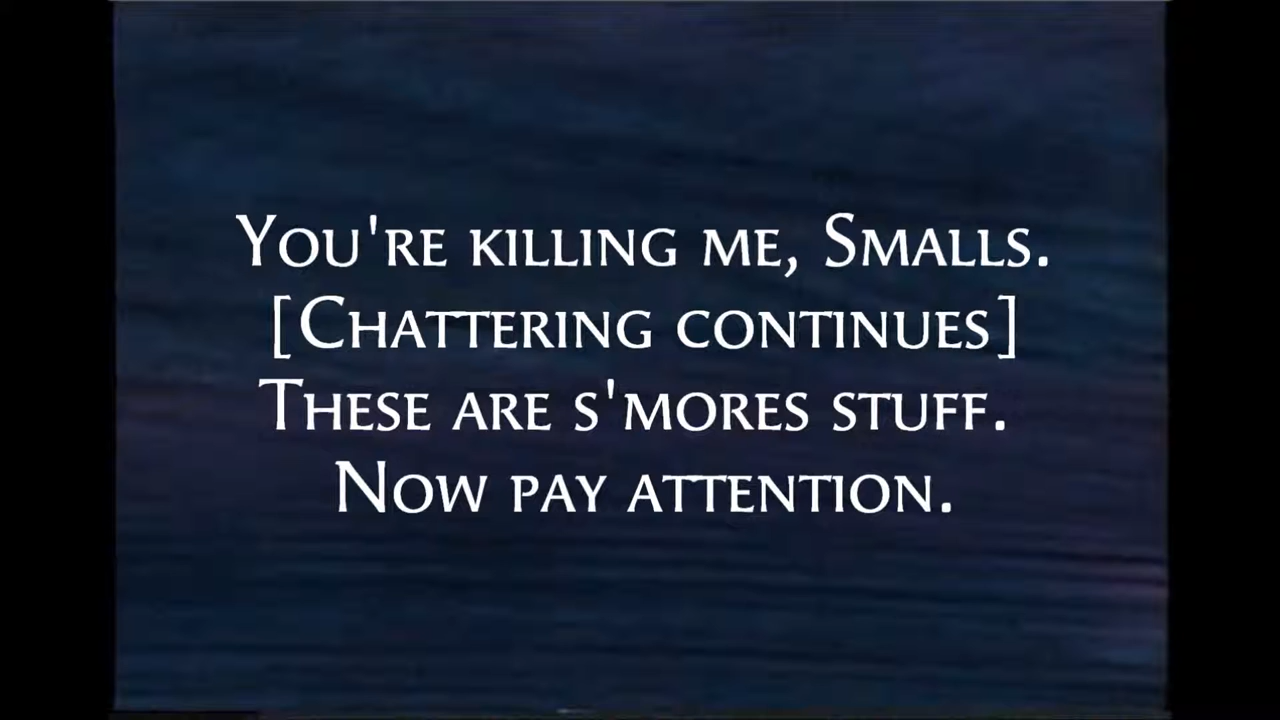 You're killing me, Smalls.
[Chattering continues]
These are s'mores stuff.
Now pay attention.